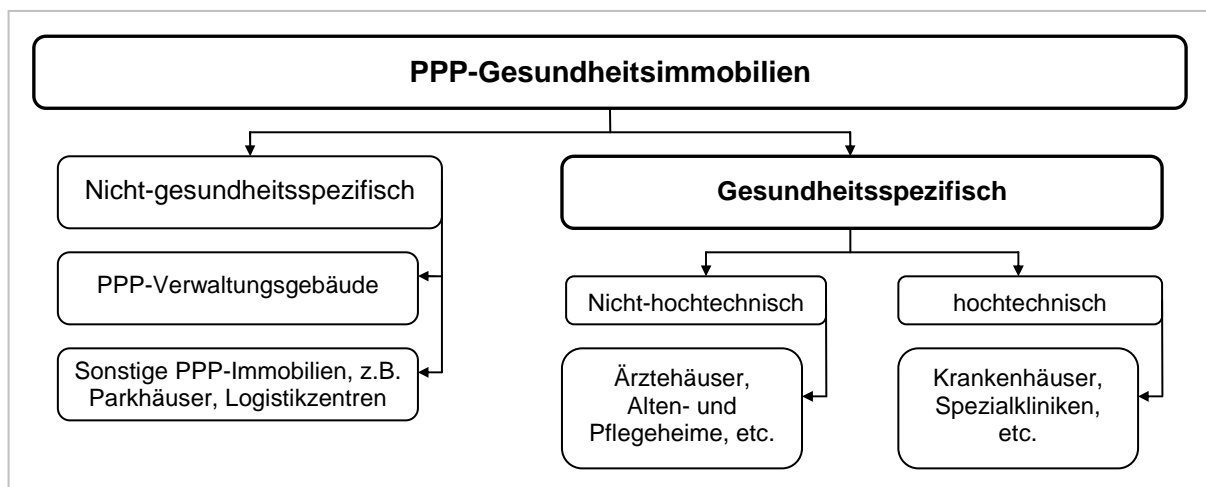 PPP-Gesundheitsimmobilien
Nicht-gesundheitsspezifisch
Gesundheitsspezifisch
PPP-Verwaltungsgebäude
Nicht-hochtechnisch
hochtechnisch
Sonstige PPP-Immobilien, z.B.
Parkhäuser, Logistikzentren
Ärztehäuser,
Alten- und
Pflegeheime, etc.
Krankenhäuser,
Spezialkliniken,
etc.